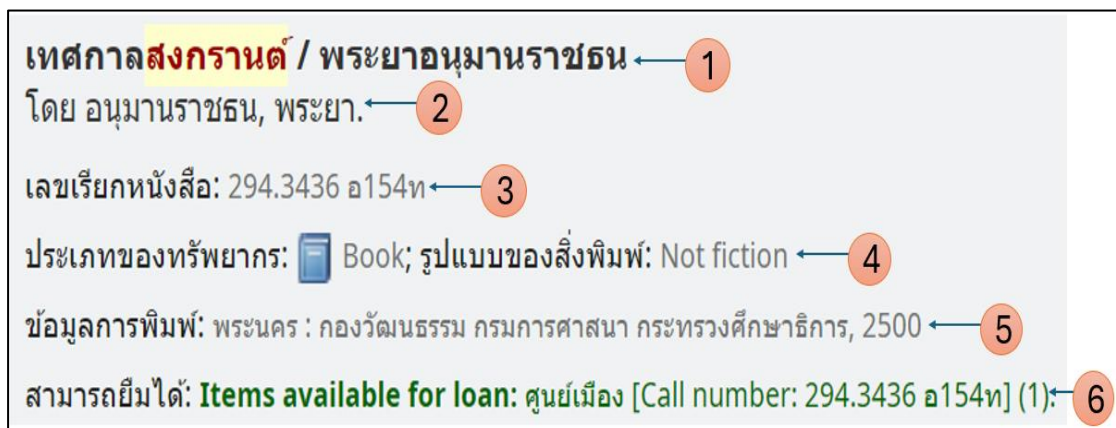 เทศกาลสงกรานต์ / พระยาอนุมานราชธน 1
โดย อนุมานราชธน, พระยา. 2
เลขเรียกหนังสือ: 294.3436 อ154ท 3
ประเภทของทรัพยากร: Book; รูปแบบของสิ่งพิมพ์: Not fiction 4
ข้อมูลการพิมพ์: พระนคร : กองวัฒนธรรม กรมการศาสนา กระทรวงศึกษาธิการ, 2500 5
สามารถยืมได้: Items available for loan: ศูนย์เมือง [Call number: 294.3436 อ154ท] (1). 6